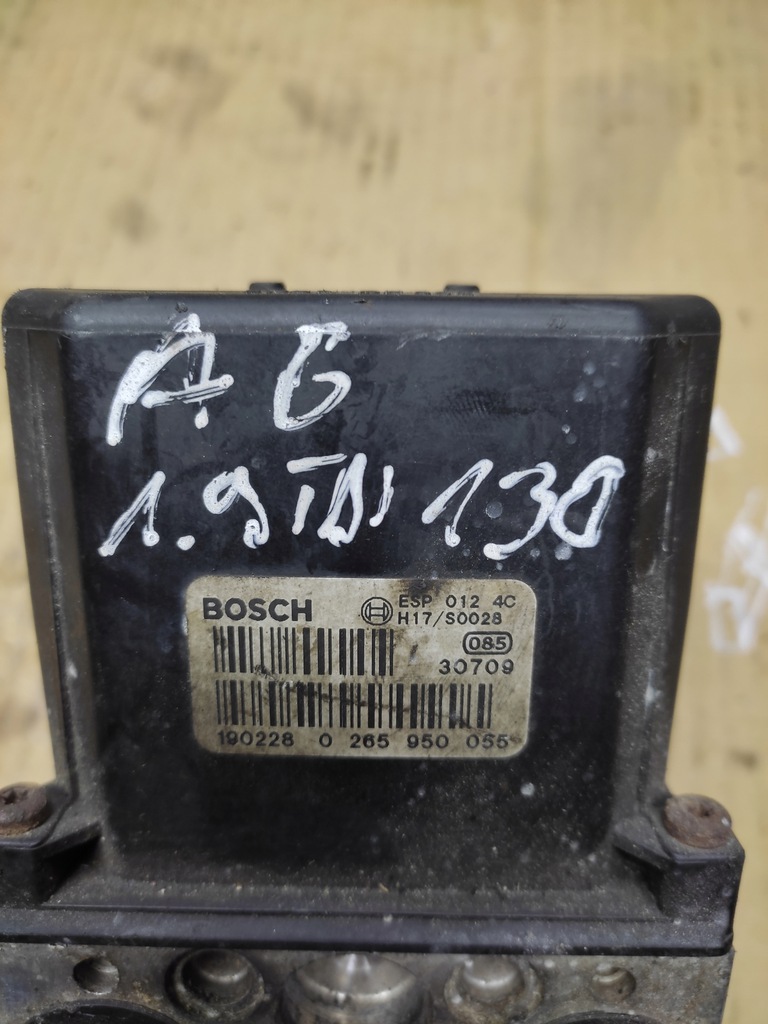 A 6
1.9 TDI 130
BOSCH ESP 012 4C
H17/S0028
085
30709
190228 0 265 950 055